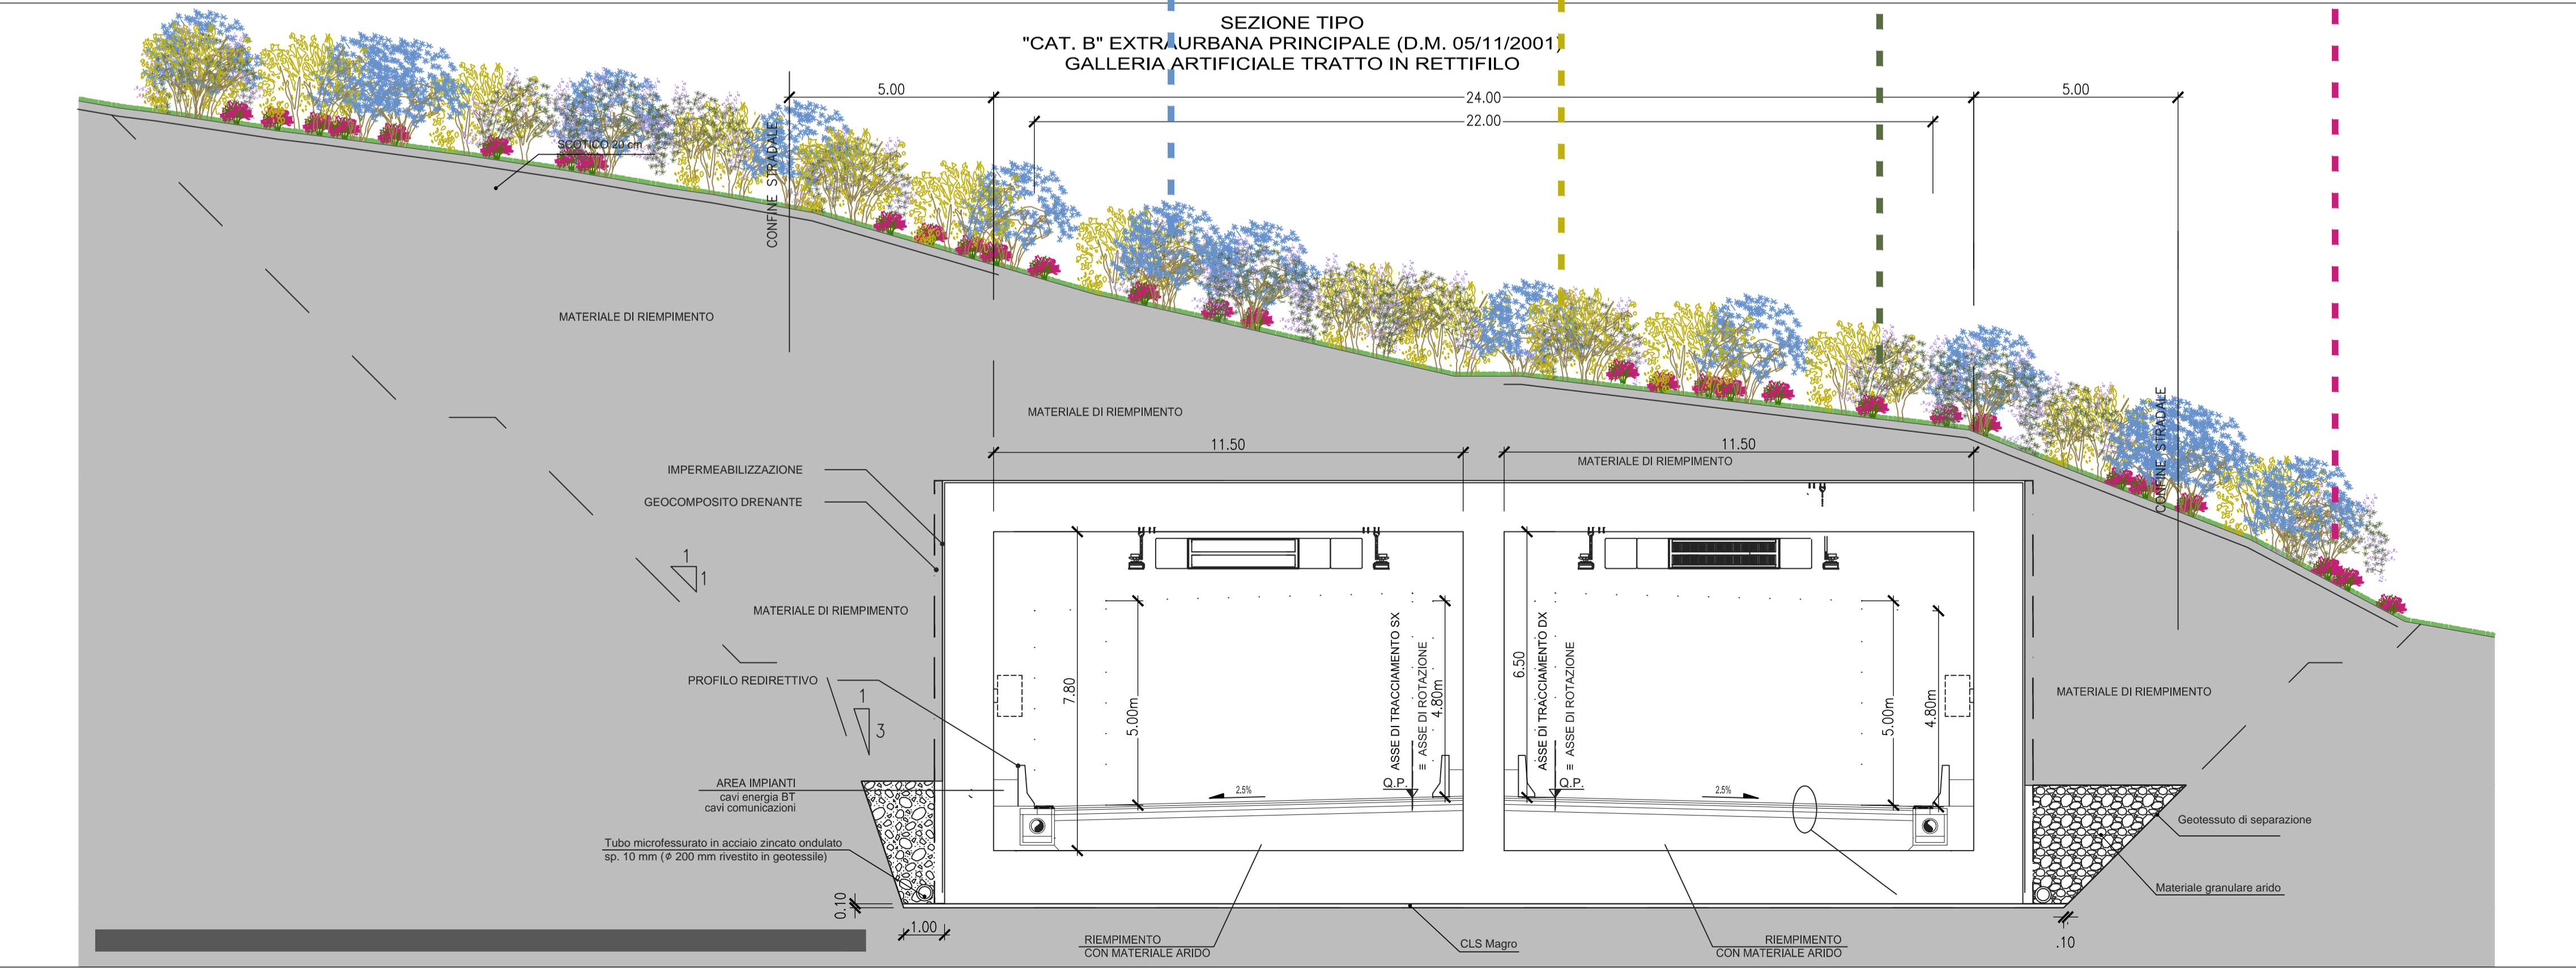 SEZIONE TIPO
"CAT. B" EXTRAURBANA PRINCIPALE (D.M. 05/11/2001)
GALLERIA ARTIFICIALE TRATTO IN RETTIFILO
5.00
24.00
5.00
22.00
SCOTICO 20 cm
CONFINE STRADALE
MATERIALE DI RIEMPIMENTO
MATERIALE DI RIEMPIMENTO
CONFINE STRADALE
11.50
11.50
MATERIALE DI RIEMPIMENTO
IMPERMEABILIZZAZIONE
GEOCOMPOSITO DRENANTE
1
1
MATERIALE DI RIEMPIMENTO
PROFILO REDIRETTIVO
1
3
7.80
5.00m
ASSE DI TRACCIAMENTO SX
≡ ASSE DI ROTAZIONE
4.80m
6.50
ASSE DI TRACCIAMENTO DX
≡ ASSE DI ROTAZIONE
5.00m
4.80m
MATERIALE DI RIEMPIMENTO
AREA IMPIANTI
cavi energia BT
cavi comunicazioni
2.5%
Q.P.
Q.P.
2.5%
Geotessuto di separazione
Tubo microfessurato in acciaio zincato ondulato
sp. 10 mm (ϕ 200 mm rivestito in geotessile)
Materiale granulare arido
0.10
1.00
RIEMPIMENTO
CON MATERIALE ARIDO
CLS Magro
RIEMPIMENTO
CON MATERIALE ARIDO
.10